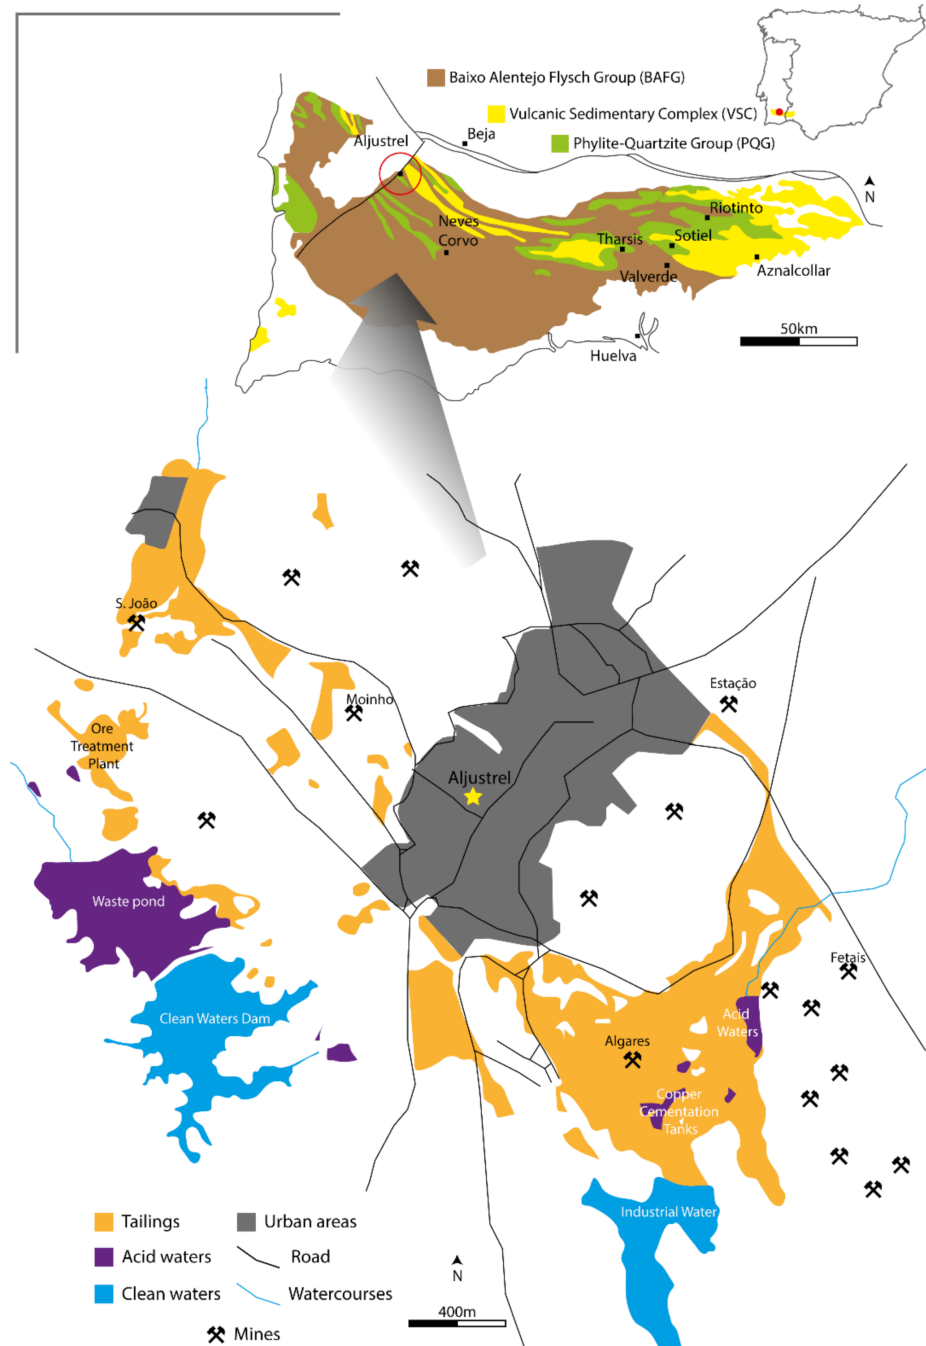 Baixo Alentejo Flysch Group (BAFG)
Vulcanic Sedimentary Complex (VSC)
Phylite-Quartzite Group (PQG)
Aljustrel
Beja
N
Riotinto
Neves
Corvo
Tharsis
Sotiel
Valverde
Aznalcollar
50km
Huelva
S. João
Estação
Moinho
Ore
Treatment
Plant
Aljustrel
Waste pond
Fetais
Clean Waters Dam
Acid
Waters
Algares
Copper
Cementation
Tanks
Industrial Water
Tailings
Urban areas
Acid waters
Road
Clean waters
Watercourses
N
400m
Mines